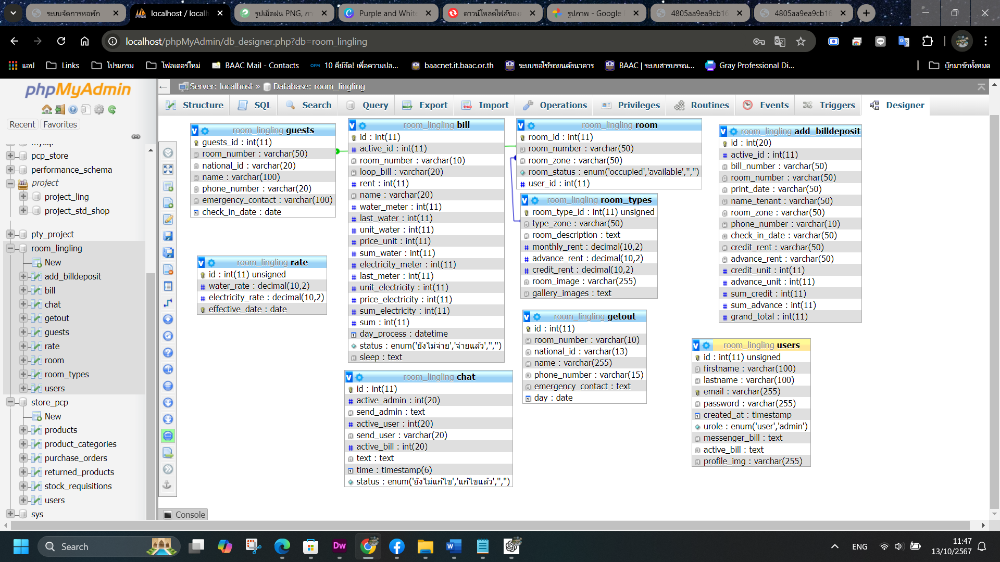 ระบบจัดการหอพัก
localhost / localh
รูปเม็ดฝน PNG, ภา
Purple and White
ดาวน์โหลดไฟล์ของค
รูปภาพ - Google
4805aa9ea9cb16
4805aa9ea9cb16
localhost/phpMyAdmin/db_designer.php?db=room_lingling
แอป
Links
โปรแกรม
โฟลเดอร์ใหม่
BAAC Mail - Contacts
OFM 10 คีย์ลัด! เพื่อความปล...
baacnet.it.baac.or.th
ระบบขอใช้รถยนต์ธนาคาร
BAAC | ระบบสารบรรณ...
Gray Professional Di...
บุ๊กมาร์กทั้งหมด
phpMyAdmin
Recent
Favorites
mysql
pcp_store
performance_schema
project
project_ling
project_std_shop
pty_project
room_lingling
New
add_billdeposit
bill
chat
getout
guests
rate
room
room_types
users
store_pcp
New
products
product_categories
purchase_orders
returned_products
stock_requisitions
users
sys
Server: localhost » Database: room_lingling
Structure
SQL
Search
Query
Export
Import
Operations
Privileges
Routines
Events
Triggers
Designer
v room_lingling guests
guests_id : int(11)
room_number : varchar(50)
national_id : varchar(20)
name : varchar(100)
phone_number : varchar(20)
emergency_contact : varchar(100)
check_in_date : date
v room_lingling rate
id : int(11) unsigned
water_rate : decimal(10,2)
electricity_rate : decimal(10,2)
effective_date : date
v room_lingling bill
id : int(11)
active_id : int(11)
room_number : varchar(10)
loop_bill : varchar(20)
rent : int(11)
name : varchar(20)
water_meter : int(11)
last_water : int(11)
unit_water : int(11)
price_unit : int(11)
sum_water : int(11)
electricity_meter : int(11)
last_meter : int(11)
unit_electricity : int(11)
price_electricity : int(11)
sum_electricity : int(11)
sum : int(11)
day_process : datetime
status : enum('ยังไม่จ่าย','จ่ายแล้ว','','')
sleep : text
v room_lingling chat
id : int(11)
active_admin : int(20)
send_admin : text
active_user : int(20)
send_user : varchar(20)
active_bill : int(20)
text : text
time : timestamp(6)
status : enum('ยังไม่แก้ไข','แก้ไขแล้ว','','')
v room_lingling room
room_id : int(11)
room_number : varchar(50)
room_zone : varchar(50)
room_status : enum('occupied','available','','')
user_id : int(11)
v room_lingling room_types
room_type_id : int(11) unsigned
type_zone : varchar(50)
room_description : text
monthly_rent : decimal(10,2)
advance_rent : decimal(10,2)
credit_rent : decimal(10,2)
room_image : varchar(255)
gallery_images : text
v room_lingling getout
id : int(11)
room_number : varchar(10)
national_id : varchar(13)
name : varchar(255)
phone_number : varchar(15)
emergency_contact : text
day : date
v room_lingling add_billdeposit
id : int(20)
active_id : int(11)
bill_number : varchar(50)
room_number : varchar(50)
print_date : varchar(50)
name_tenant : varchar(50)
room_zone : varchar(50)
phone_number : varchar(10)
check_in_date : varchar(50)
credit_rent : varchar(50)
advance_rent : varchar(50)
credit_unit : int(11)
advance_unit : int(11)
sum_credit : int(11)
sum_advance : int(11)
grand_total : int(11)
v room_lingling users
id : int(11) unsigned
firstname : varchar(100)
lastname : varchar(100)
email : varchar(255)
password : varchar(255)
created_at : timestamp
urole : enum('user','admin')
messenger_bill : text
active_bill : text
profile_img : varchar(255)
Console
Search
Dw
ENG
11:47
13/10/2567